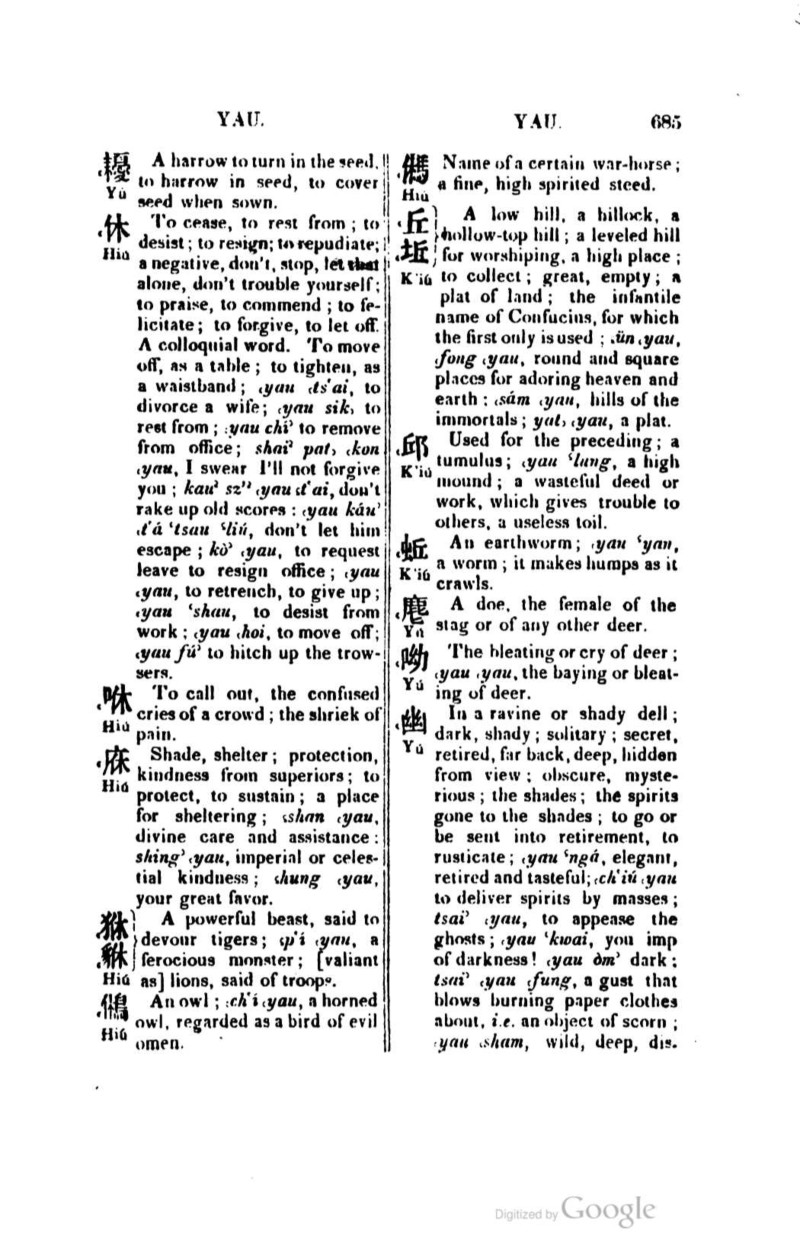 YAU.
YAU. 685
耰 A harrow to turn in the seed,
Yú to harrow in seed, to cover
seed when sown.
休 To cease, to rest from ; to
Hiú desist ; to resign; to repudiate;
a negative, don't, stop, let that
alone, don't trouble yourself;
to praise, to commend ; to fe-
licitate ; to forgive, to let off.
A colloquial word. To move
off, as a table ; to tighten, as
a waistband ; ₍yau ₍ts'ai, to
divorce a wife; ₍yau sik₎ to
rest from ; ₍yau chi' to remove
from office; shai² pat₎ ₍kon
₍yau, I swear I'll not forgive
you ; kau² sz'' ₍yau ₍t'ai, don't
rake up old scores : ₍yau káu'
₍t'á 'tsau 'liú, don't let him
escape ; kò' ₍yau, to request
leave to resign office ; ₍yau
₍yau, to retrench, to give up ;
₍yau 'shau, to desist from
work ; ₍yau ₍hoi, to move off;
₍yau fú' to hitch up the trow-
sers.
咻 To call out, the confused
Hiú cries of a crowd ; the shriek of
pain.
庥 Shade, shelter ; protection,
Hiú kindness from superiors ; to
protect, to sustain ; a place
for sheltering ; ₍shan ₍yau,
divine care and assistance :
shing' ₍yau, imperial or celes-
tial kindness ; ₍hung ₍yau,
your great favor.
A powerful beast, said to
貅 devour tigers; ₍p'í ₍yau, a
ferocious monster ; [valiant
Hiú as] lions, said of troops.
鵂 An owl ; ₍ch'i ₍yau, a horned
Hiú owl, regarded as a bird of evil
omen.
Name of a certain war-horse ;
Hiú a fine, high spirited steed.
丘 A low hill, a hillock, a
坵 hollow-top hill ; a leveled hill
for worshiping, a high place ;
K'iú to collect ; great, empty ; a
plat of land ; the infantile
name of Confucius, for which
the first only is used ; ₍ün ₍yau,
₍fong ₍yau, round and square
places for adoring heaven and
earth : ₍sám ₍yau, hills of the
immortals ; yat₎ ₍yau, a plat.
邱 Used for the preceding ; a
K'iú tumulus ; ₍yau 'lung, a high
mound ; a wasteful deed or
work, which gives trouble to
others, a useless toil.
蚯 An earthworm ; ₍yau 'yan,
K'iú a worm ; it makes humps as it
crawls.
麀 A doe, the female of the
Yú stag or of any other deer.
呦 The bleating or cry of deer ;
Yú ₍yau ₍yau, the baying or bleat-
ing of deer.
幽 In a ravine or shady dell ;
Yú dark, shady ; solitary ; secret,
retired, far back, deep, hidden
from view ; obscure, myste-
rious ; the shades ; the spirits
gone to the shades ; to go or
be sent into retirement, to
rusticate ; ₍yau 'ngá, elegant,
retired and tasteful; ₍ch'iú ₍yau
to deliver spirits by masses ;
tsai' ₍yau, to appease the
ghosts ; ₍yau 'kwai, you imp
of darkness! ₍yau òm' dark ;
tsai' ₍yau ₍fung, a gust that
blows burning paper clothes
about, i.e. an object of scorn ;
₍yau ₍sham, wild, deep, dis-
Digitized by Google